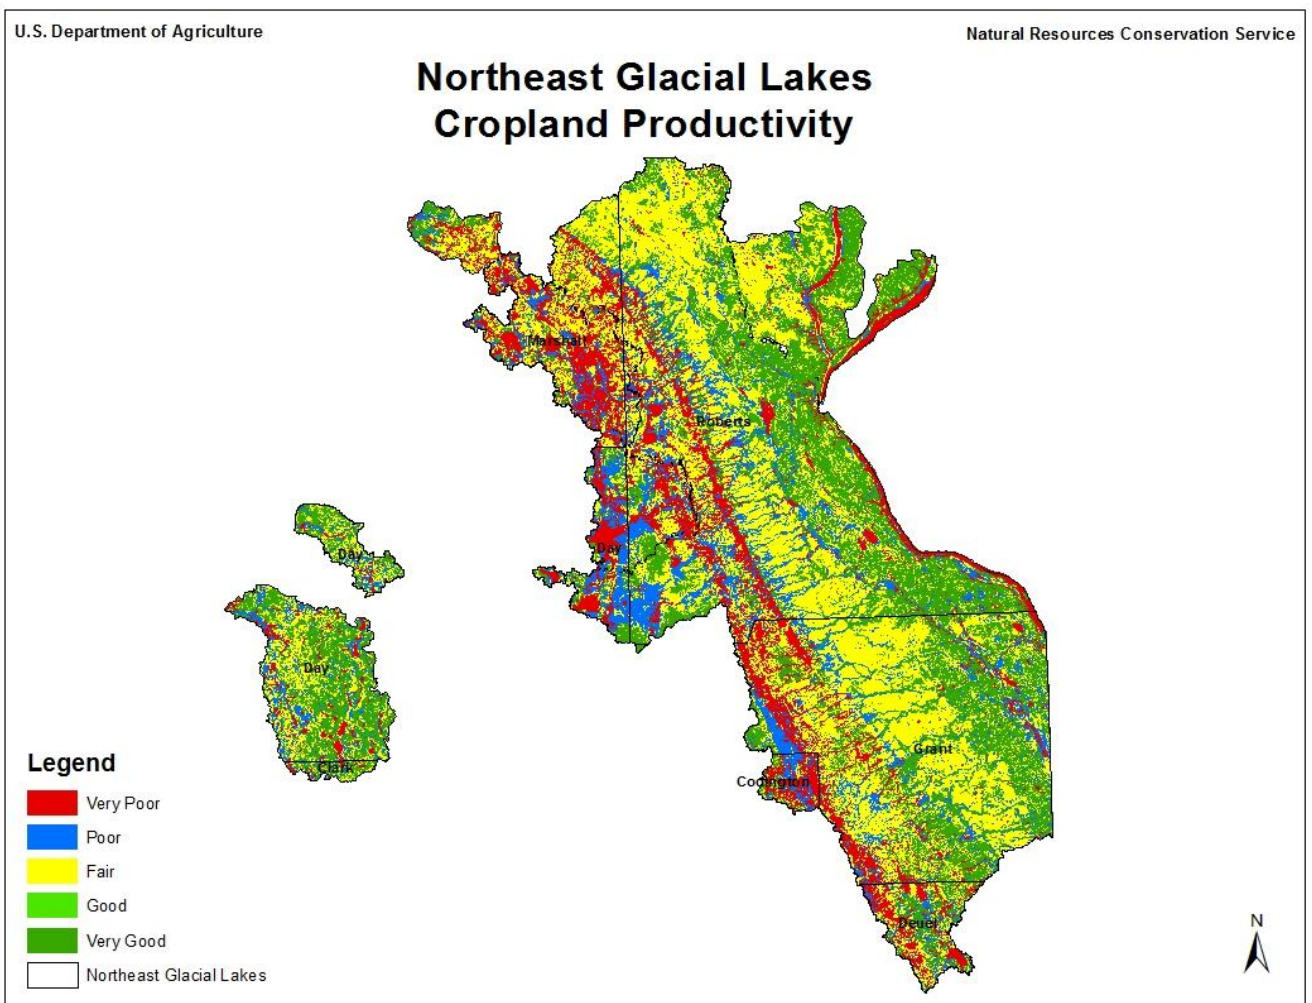 U.S. Department of Agriculture
Natural Resources Conservation Service
Northeast Glacial Lakes
Cropland Productivity
Marshall
Roberts
Day
Day
Day
Grant
Clark
Codington
Deuel
Legend
Very Poor
Poor
Fair
Good
Very Good
Northeast Glacial Lakes
N